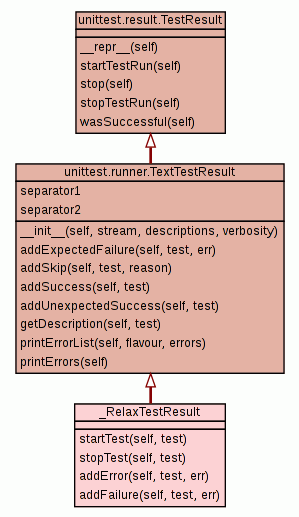 unittest.result.TestResult
__repr__(self)
startTestRun(self)
stop(self)
stopTestRun(self)
wasSuccessful(self)
unittest.runner.TextTestResult
separator1
separator2
__init__(self, stream, descriptions, verbosity)
addExpectedFailure(self, test, err)
addSkip(self, test, reason)
addSuccess(self, test)
addUnexpectedSuccess(self, test)
getDescription(self, test)
printErrorList(self, flavour, errors)
printErrors(self)
_RelaxTestResult
startTest(self, test)
stopTest(self, test)
addError(self, test, err)
addFailure(self, test, err)